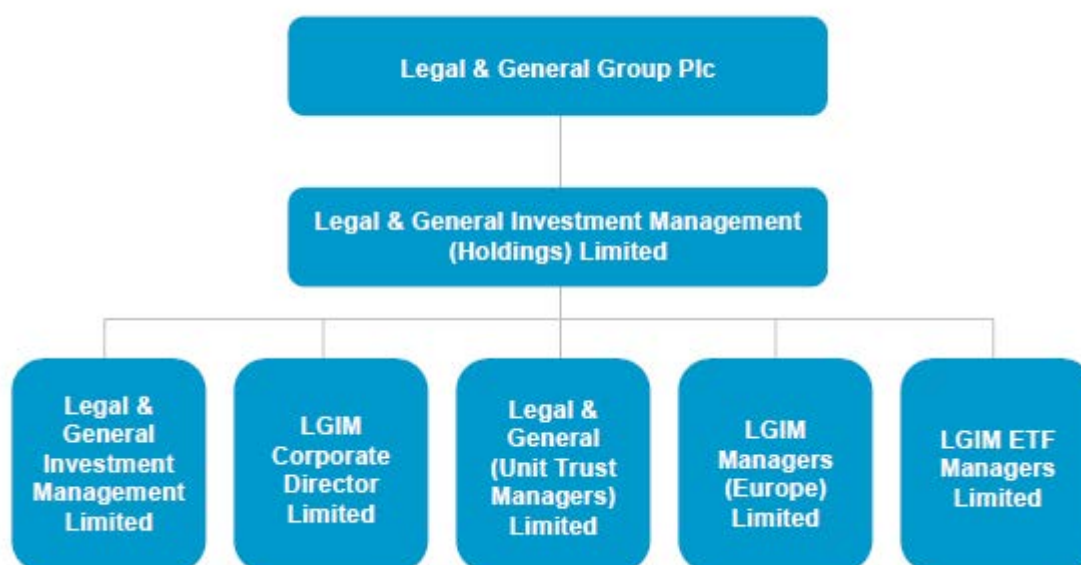 Legal & General Group Plc
Legal & General Investment Management
(Holdings) Limited
Legal &
General
Investment
Management
Limited
LGIM
Corporate
Director
Limited
Legal &
General
(Unit Trust
Managers)
Limited
LGIM
Managers
(Europe)
Limited
LGIM ETF
Managers
Limited